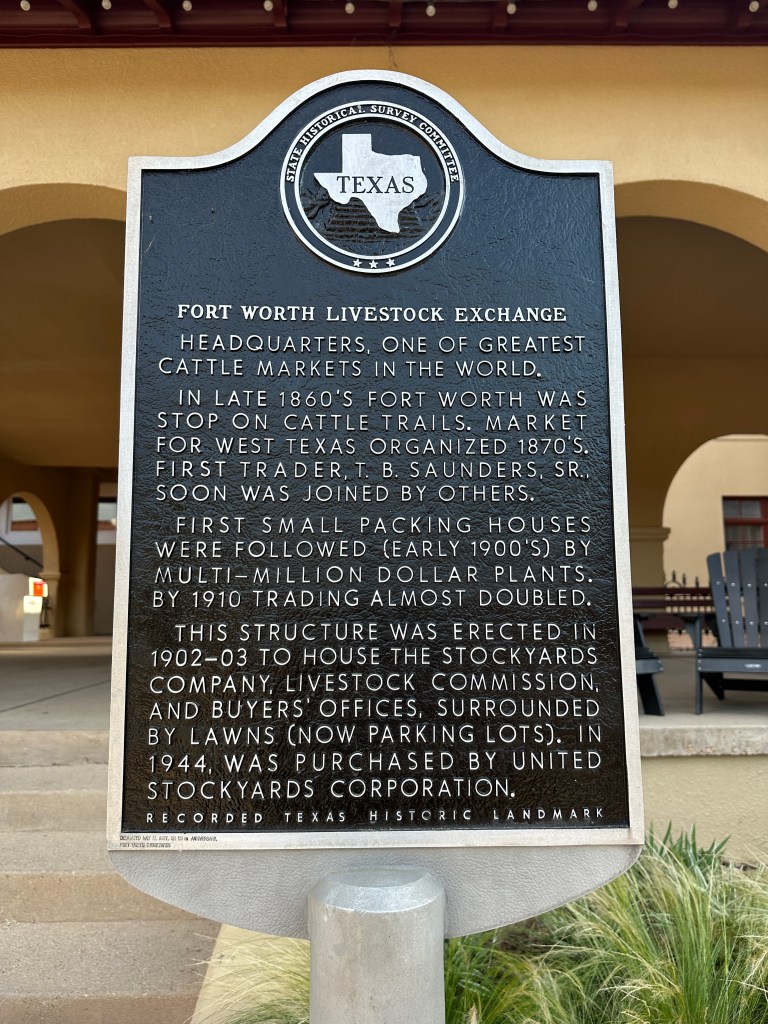 STATE HISTORICAL SURVEY COMMITTEE
TEXAS
FORT WORTH LIVESTOCK EXCHANGE
HEADQUARTERS, ONE OF GREATEST
CATTLE MARKETS IN THE WORLD.
IN LATE 1860'S FORT WORTH WAS
STOP ON CATTLE TRAILS. MARKET
FOR WEST TEXAS ORGANIZED 1870'S.
FIRST TRADER, T. B. SAUNDERS, SR.,
SOON WAS JOINED BY OTHERS.
FIRST SMALL PACKING HOUSES
WERE FOLLOWED (EARLY 1900'S) BY
MULTI-MILLION DOLLAR PLANTS.
BY 1910 TRADING ALMOST DOUBLED.
THIS STRUCTURE WAS ERECTED IN
1902-03 TO HOUSE THE STOCKYARDS
COMPANY, LIVESTOCK COMMISSION,
AND BUYERS' OFFICES, SURROUNDED
BY LAWNS (NOW PARKING LOTS). IN
1944, WAS PURCHASED BY UNITED
STOCKYARDS CORPORATION.
RECORDED TEXAS HISTORIC LANDMARK